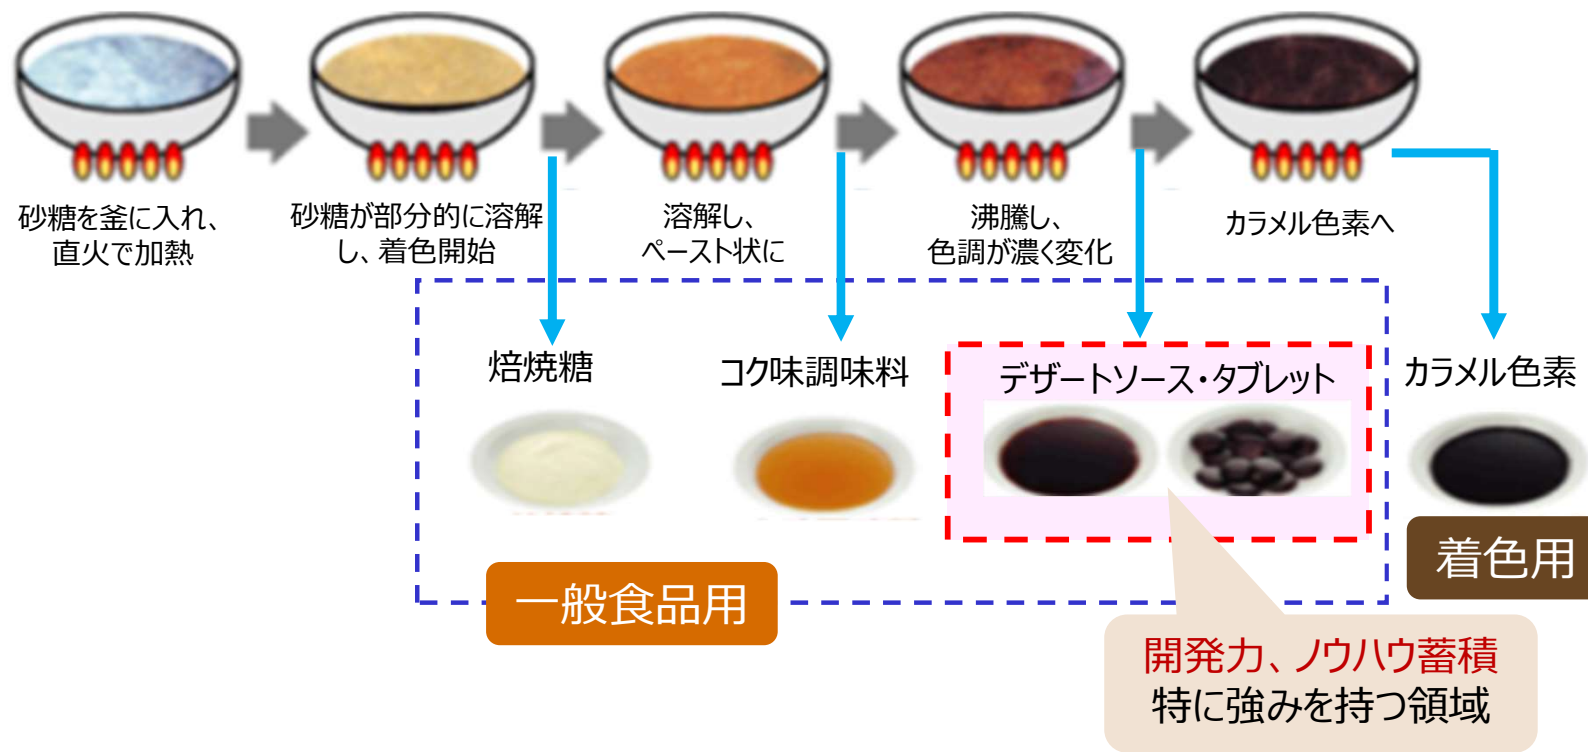 砂糖を釜に入れ、
直火で加熱
砂糖が部分的に溶解
し、着色開始
溶解し、
ペースト状に
沸騰し、
色調が濃く変化
カラメル色素へ
焙焼糖
コク味調味料
デザートソース・タブレット
カラメル色素
一般食品用
着色用
開発力、ノウハウ蓄積
特に強みを持つ領域